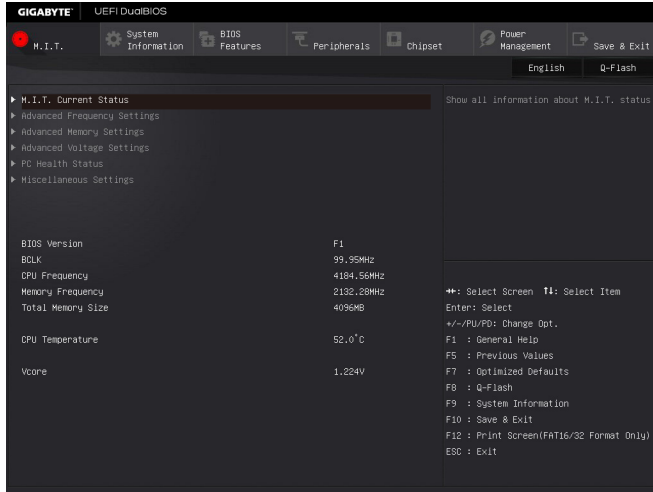 GIGABYTE™ UEFI DualBIOS
M.I.T.
System Information
BIOS Features
Peripherals
Chipset
Power Management
Save & Exit
English Q-Flash
M.I.T. Current Status
Advanced Frequency Settings
Advanced Memory Settings
Advanced Voltage Settings
PC Health Status
Miscellaneous Settings
Show all information about M.I.T. status
BIOS Version F1
BCLK 99.95MHz
CPU Frequency 4184.56MHz
Memory Frequency 2132.28MHz
Total Memory Size 4096MB
CPU Temperature 52.0°C
Vcore 1.224V
→←: Select Screen ↑↓: Select Item
Enter: Select
+/-/PU/PD: Change Opt.
F1 : General Help
F5 : Previous Values
F7 : Optimized Defaults
F8 : Q-Flash
F9 : System Information
F10 : Save & Exit
F12 : Print Screen(FAT16/32 Format Only)
ESC : Exit